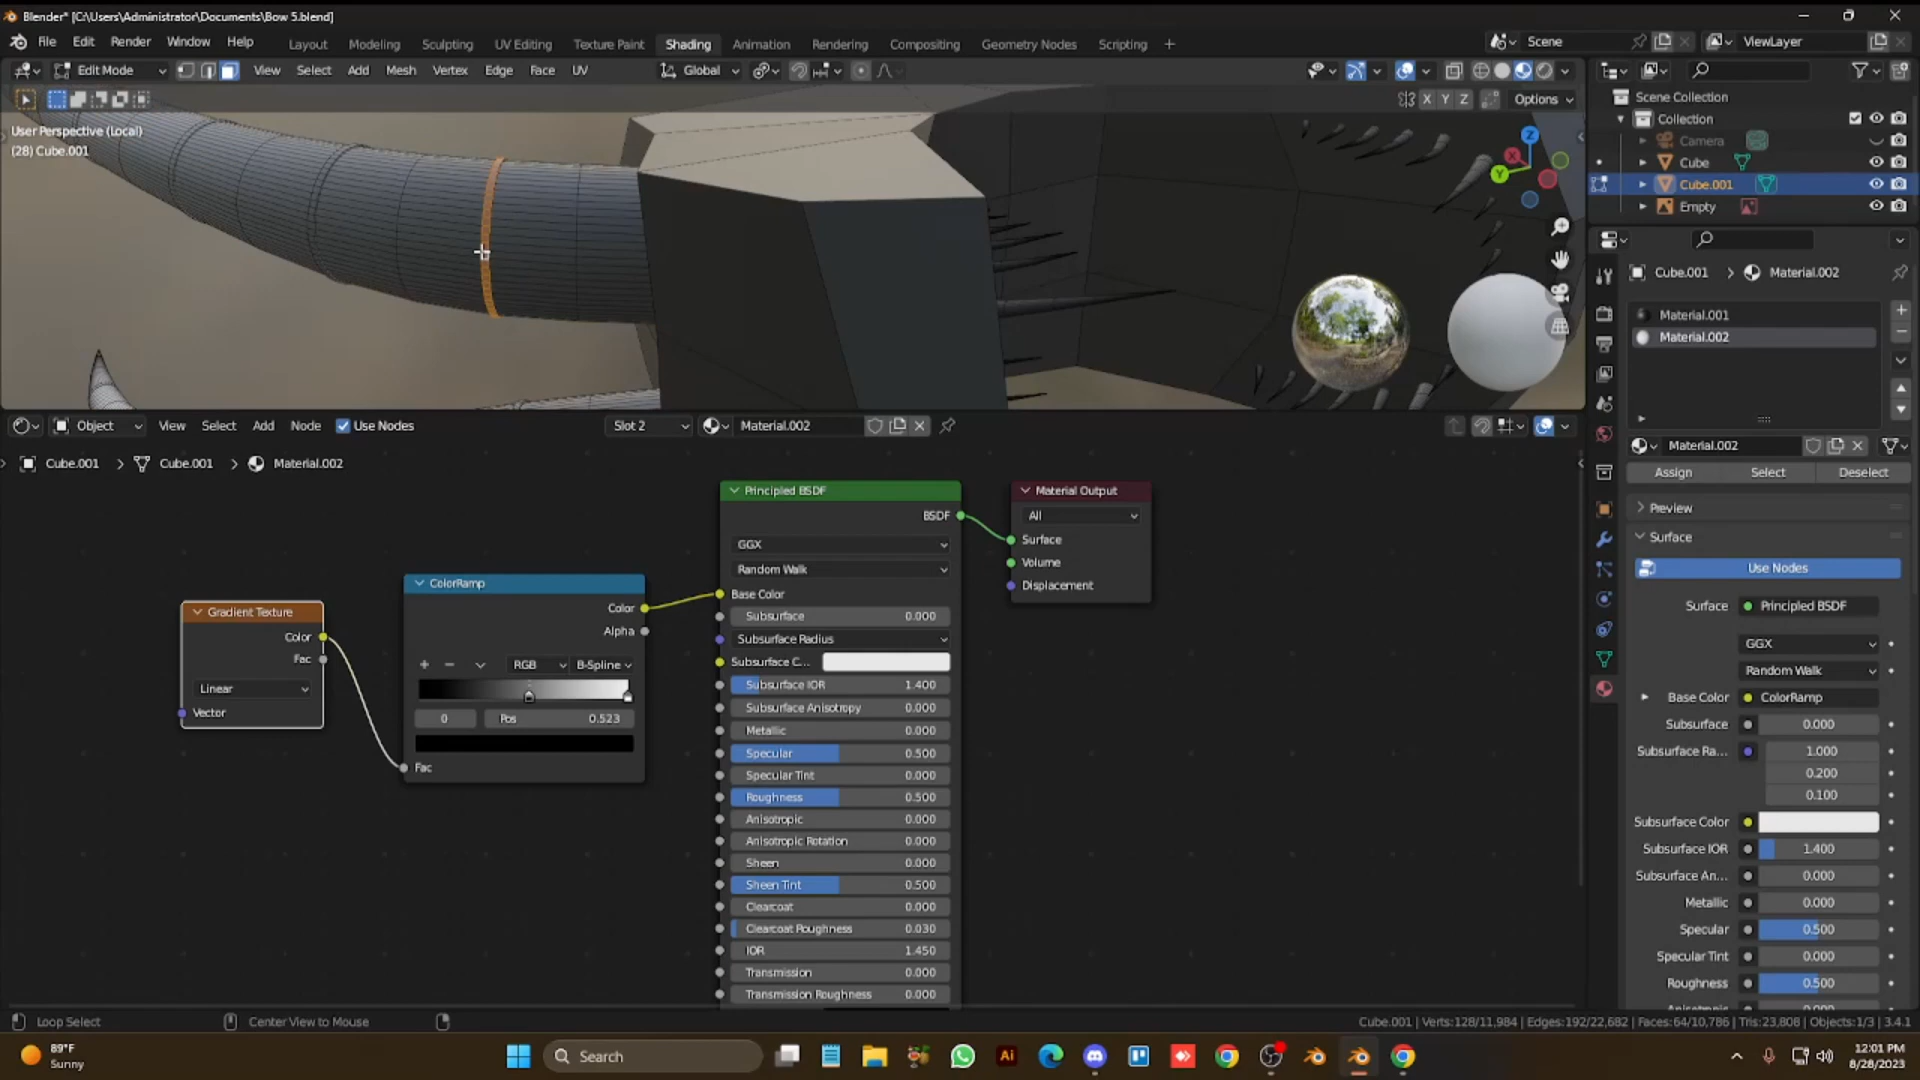 Blender* [C:\Users\Administrator\Documents\Bow 5.blend]
File Edit Render Window Help Layout Modeling Sculpting UV Editing Texture Paint Shading Animation Rendering Compositing Geometry Nodes Scripting + Scene ViewLayer
Edit Mode View Select Add Mesh Vertex Edge Face UV Global
X Y Z Options
User Perspective (Local)
(28) Cube.001
Z
Y
Scene Collection
Collection
Camera
Cube
Cube.001
Empty
Cube.001 > Material.002
Material.001
Material.002
Object View Select Add Node Use Nodes Slot 2 Material.002
Cube.001 > Cube.001 > Material.002
Material.002
Assign Select Deselect
Preview
Surface
Use Nodes
Surface Principled BSDF
GGX
Random Walk
Base Color ColorRamp
Subsurface 0.000
Subsurface Ra... 1.000
0.200
0.100
Subsurface Color
Subsurface IOR 1.400
Subsurface An... 0.000
Metallic 0.000
Specular 0.500
Specular Tint 0.000
Roughness 0.500
Anisotropic 0.000
Gradient Texture
Color
Fac
Linear
Vector
ColorRamp
Color
Alpha
+ − RGB B-Spline
0 Pos 0.523
Fac
Principled BSDF
BSDF
GGX
Random Walk
Base Color
Subsurface 0.000
Subsurface Radius
Subsurface C...
Subsurface IOR 1.400
Subsurface Anisotropy 0.000
Metallic 0.000
Specular 0.500
Specular Tint 0.000
Roughness 0.500
Anisotropic 0.000
Anisotropic Rotation 0.000
Sheen 0.000
Sheen Tint 0.500
Clearcoat 0.000
Clearcoat Roughness 0.030
IOR 1.450
Transmission 0.000
Transmission Roughness 0.000
Material Output
All
Surface
Volume
Displacement
Loop Select Center View to Mouse Cube.001 | Verts:128/11,984 | Edges:192/22,682 | Faces:64/10,786 | Tris:23,808 | Objects:1/3 | 3.4.1
89°F
Sunny
Search
Ai
12:01 PM
8/28/2023